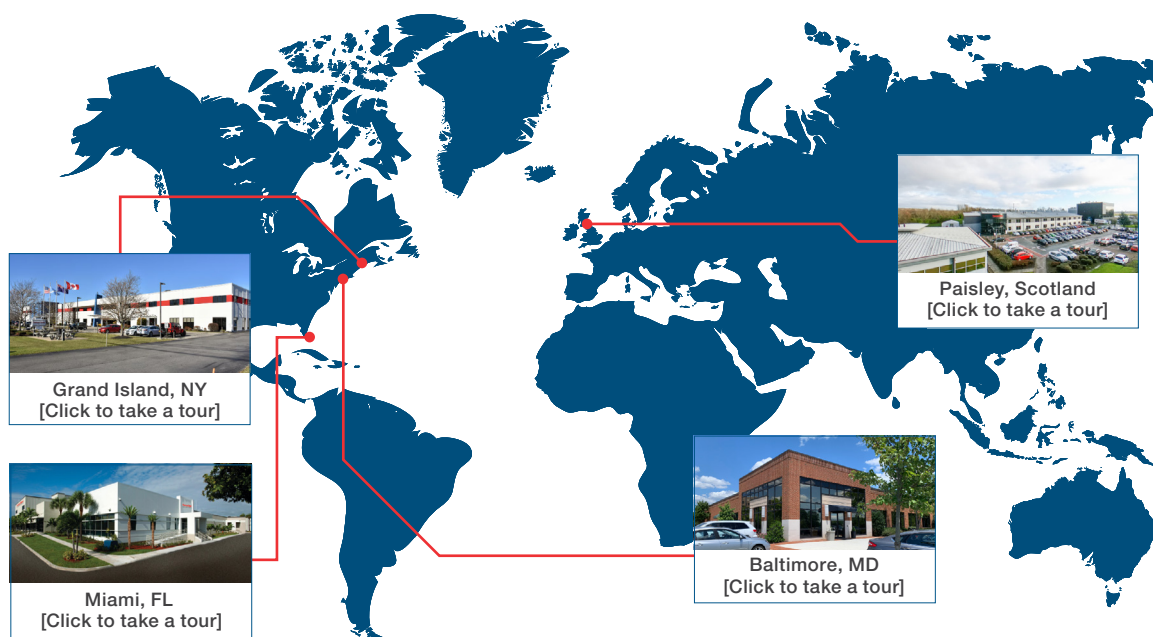 Paisley, Scotland
[Click to take a tour]
Grand Island, NY
[Click to take a tour]
Baltimore, MD
[Click to take a tour]
Miami, FL
[Click to take a tour]